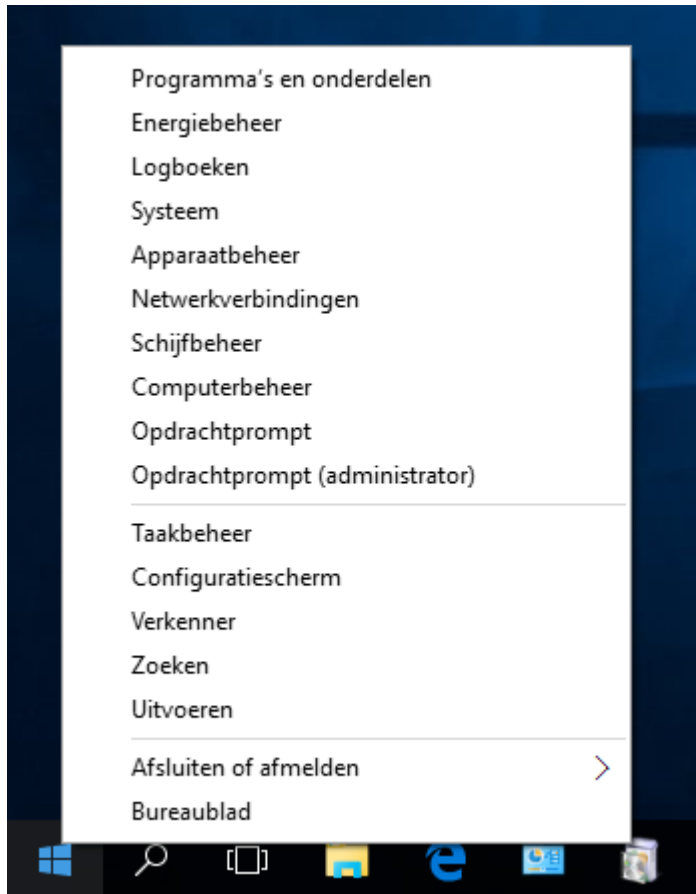 Programma's en onderdelen
Energiebeheer
Logboeken
Systeem
Apparaatbeheer
Netwerkverbindingen
Schijfbeheer
Computerbeheer
Opdrachtprompt
Opdrachtprompt (administrator)
Taakbeheer
Configuratiescherm
Verkenner
Zoeken
Uitvoeren
Afsluiten of afmelden
Bureaublad